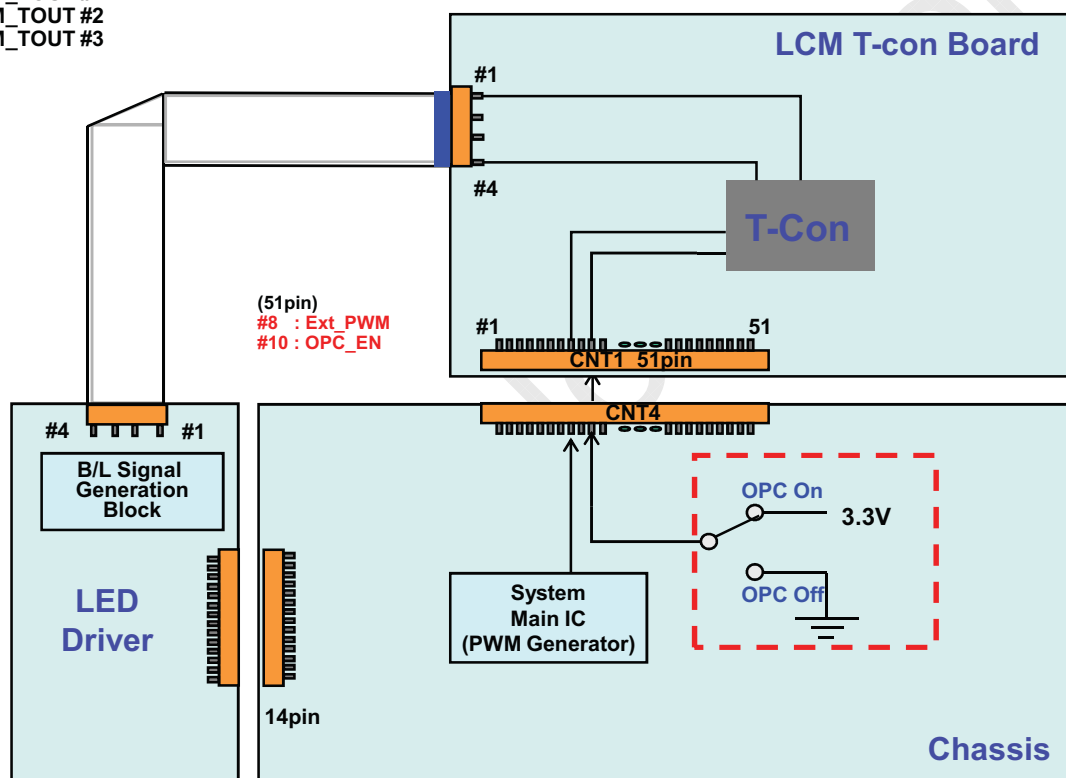 #2
#3
LCM T-con Board
#1
#4
T-Con
(51pin)
#8 : Ext_PWM
#10 : OPC_EN
#1
51
CNT1 51pin
CNT4
#4
#1
B/L Signal
Generation
Block
OPC On
3.3V
OPC Off
System
Main IC
(PWM Generator)
LED
Driver
14pin
Chassis